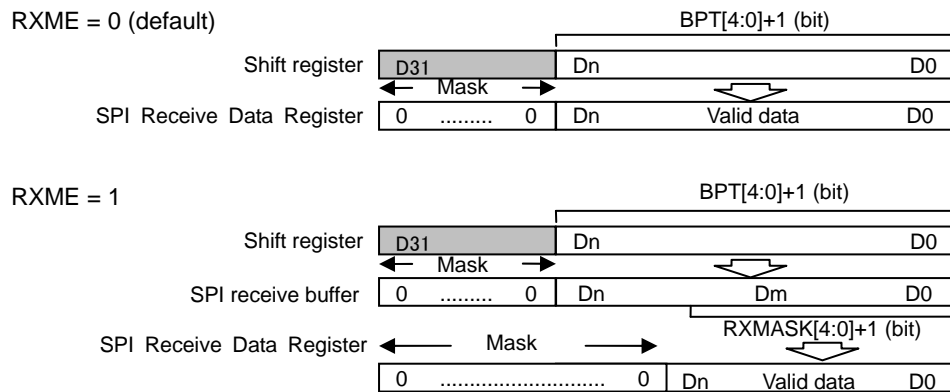 RXME = 0 (default)
BPT[4:0]+1 (bit)
Shift register D31 Dn D0
Mask
SPI Receive Data Register 0 ......... 0 Dn Valid data D0
RXME = 1
BPT[4:0]+1 (bit)
Shift register D31 Dn D0
Mask
SPI receive buffer 0 ......... 0 Dn Dm D0
RXMASK[4:0]+1 (bit)
SPI Receive Data Register Mask
0 ........................... 0 Dn Valid data D0